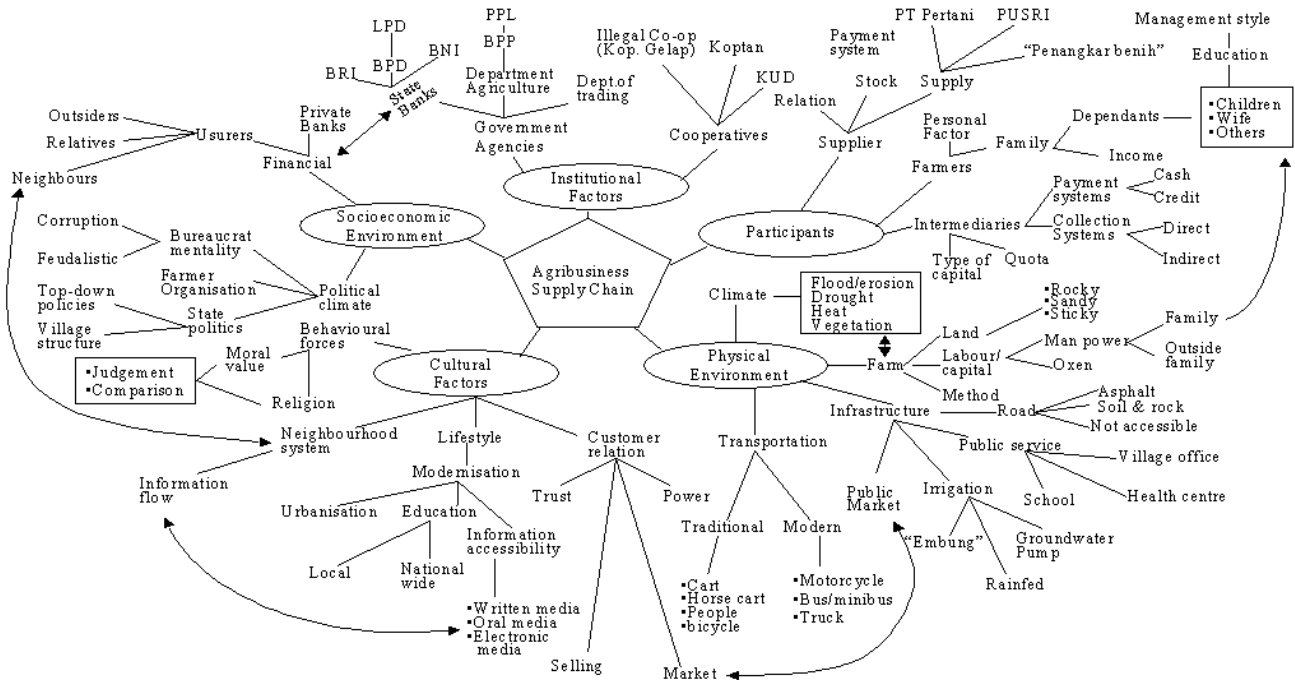 Agribusiness
Supply Chain
Institutional
Factors
Government
Agencies
Department
Agriculture
BPP
PPL
Dept.of
trading
State
Banks
BRI
BPD
LPD
BNI
Cooperatives
Illegal Co-op
(Kop. Gelap)
Koptan
KUD
Participants
Supplier
Relation
Payment
system
Stock
Supply
PT Pertani
PUSRI
“Penangkar benih”
Farmers
Personal
Factor
Family
Dependants
Income
▪Children
▪Wife
▪Others
Education
Management style
Intermediaries
Payment
systems
Cash
Credit
Collection
Systems
Direct
Indirect
Type of
capital
Quota
Physical
Environment
Climate
Flood/erosion
Drought
Heat
Vegetation
Farm
Land
▪Rocky
▪Sandy
▪Sticky
Labour/
capital
Man power
Family
Outside
family
Oxen
Method
Infrastructure
Road
Asphalt
Soil & rock
Not accessible
Public service
Village office
Health centre
School
Irrigation
“Embung”
Groundwater
Pump
Rainfed
Public
Market
Transportation
Traditional
▪Cart
▪Horse cart
▪People
▪bicycle
Modern
▪Motorcycle
▪Bus/minibus
▪Truck
Cultural
Factors
Customer
relation
Trust
Power
Selling
Market
Lifestyle
Modernisation
Urbanisation
Education
Local
National
wide
Information
accessibility
▪Written media
▪Oral media
▪Electronic
media
Neighbourhood
system
Information
flow
Behavioural
forces
Moral
value
Religion
▪Judgement
▪Comparison
Socioeconomic
Environment
Political
climate
Bureaucrat
mentality
Corruption
Feudalistic
Farmer
Organisation
State
politics
Top-down
policies
Village
structure
Financial
Private
Banks
Usurers
Outsiders
Relatives
Neighbours